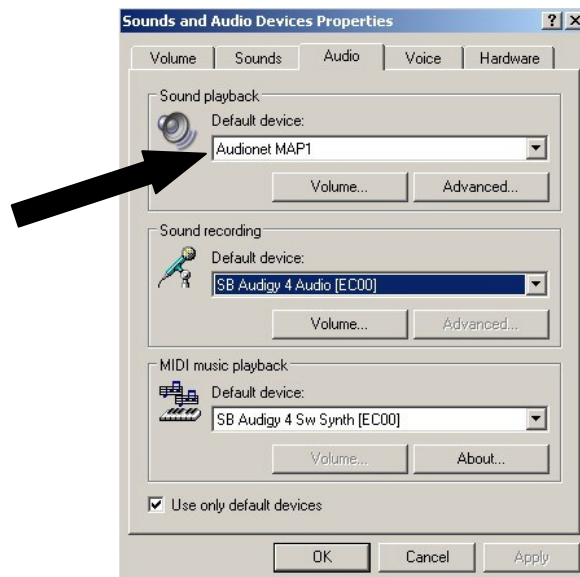 Sounds and Audio Devices Properties
Volume Sounds Audio Voice Hardware
Sound playback
Default device:
Audionet MAP1
Volume... Advanced...
Sound recording
Default device:
SB Audigy 4 Audio [EC00]
Volume... Advanced...
MIDI music playback
Default device:
SB Audigy 4 Sw Synth [EC00]
Volume... About...
Use only default devices
OK Cancel Apply